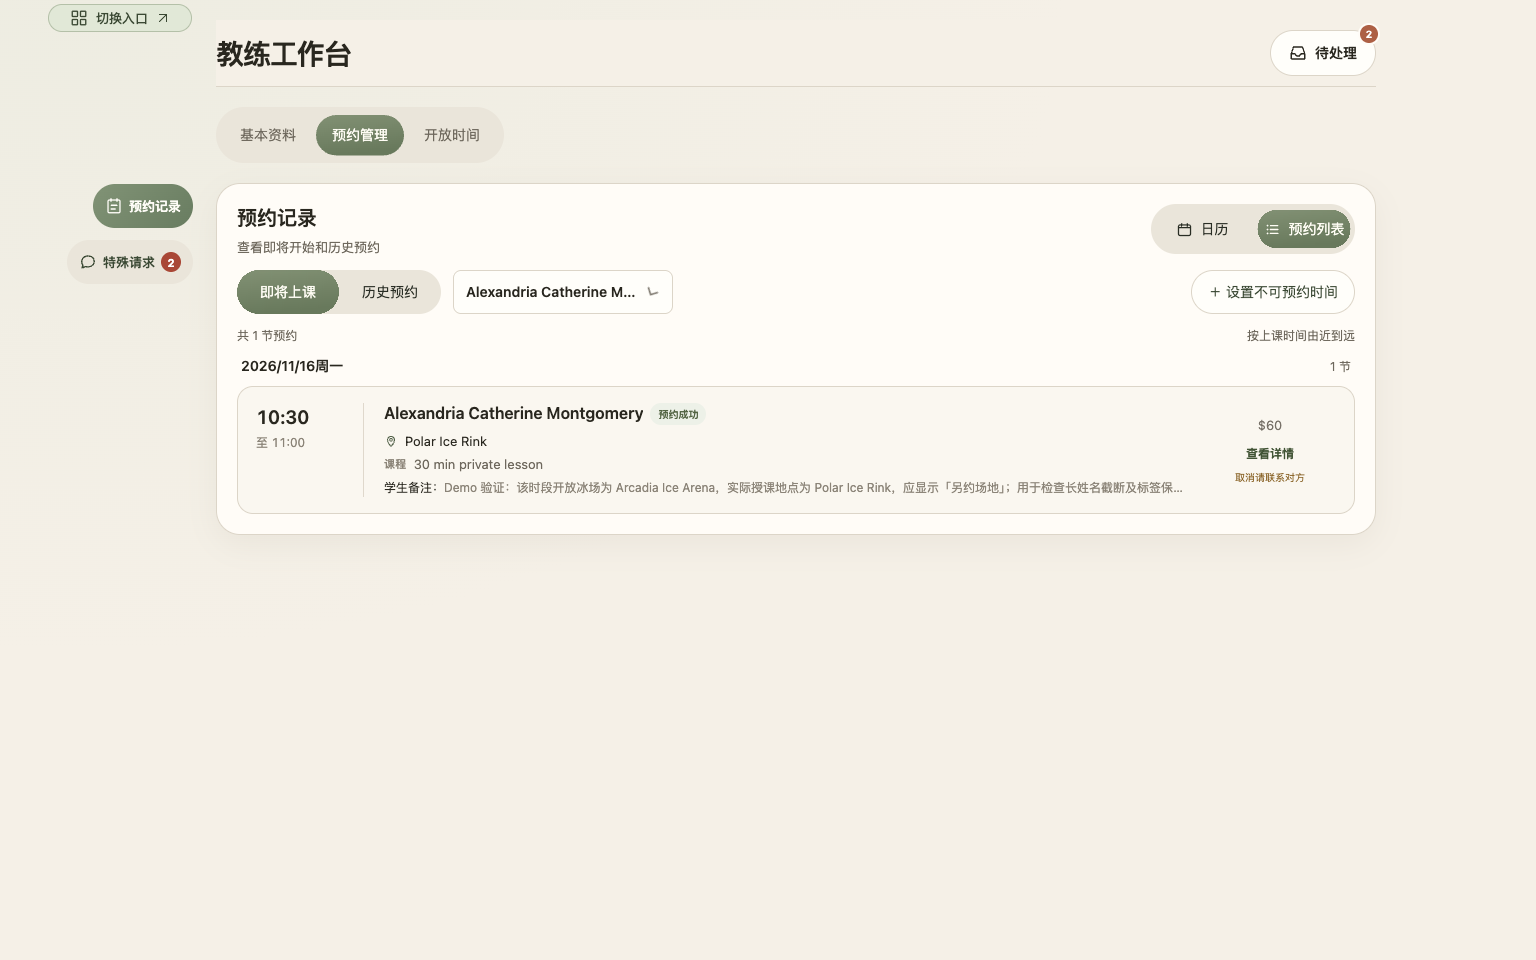 切换入口
教练工作台
待处理
2
基本资料
预约管理
开放时间
预约记录
特殊请求
2
预约记录
查看即将开始和历史预约
日历
预约列表
即将上课
历史预约
Alexandria Catherine M...
设置不可预约时间
共 1 节预约
按上课时间由近到远
2026/11/16周一
1 节
10:30
至 11:00
Alexandria Catherine Montgomery
预约成功
Polar Ice Rink
课程 30 min private lesson
学生备注：Demo 验证：该时段开放冰场为 Arcadia Ice Arena，实际授课地点为 Polar Ice Rink，应显示「另约场地」；用于检查长姓名截断及标签保...
$60
查看详情
取消请联系对方